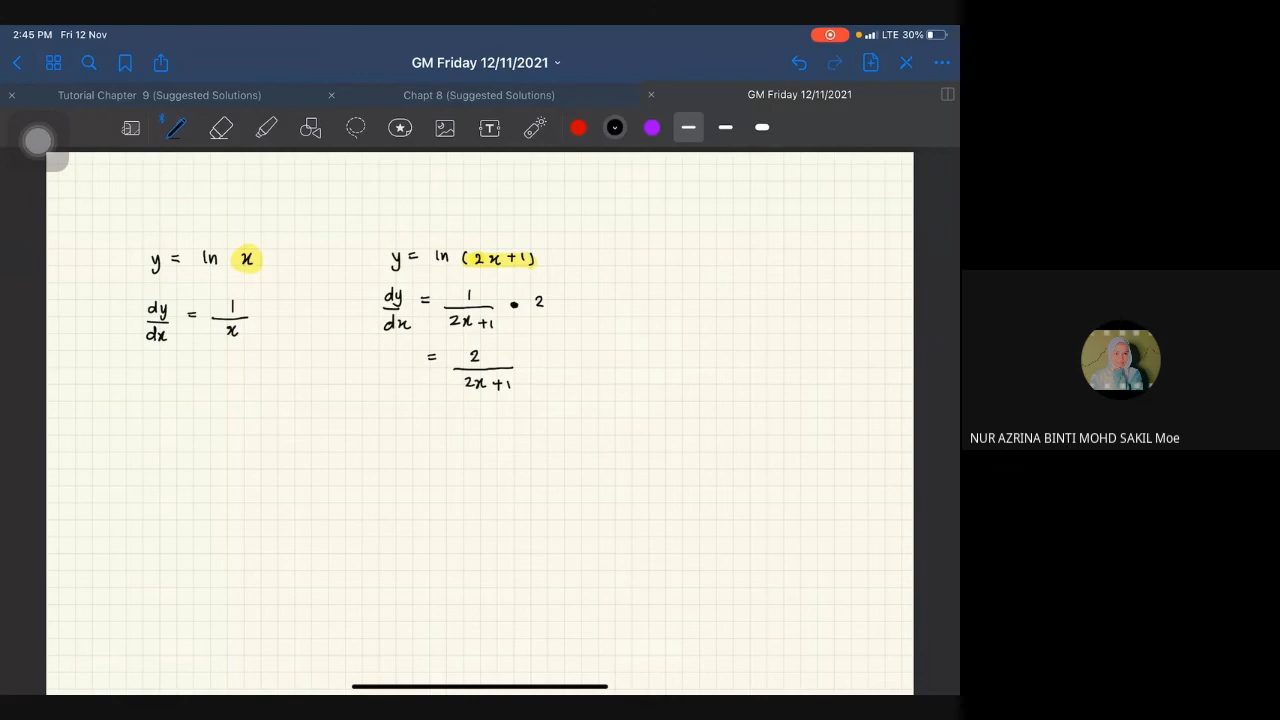 2:45 PM Fri 12 Nov
LTE 30%
GM Friday 12/11/2021
Tutorial Chapter 9 (Suggested Solutions)
Chapt 8 (Suggested Solutions)
GM Friday 12/11/2021
y = ln x
dy/dx = 1/x
y = ln (2x+1)
dy/dx = 1/(2x+1) • 2
= 2/(2x+1)
NUR AZRINA BINTI MOHD SAKIL Moe